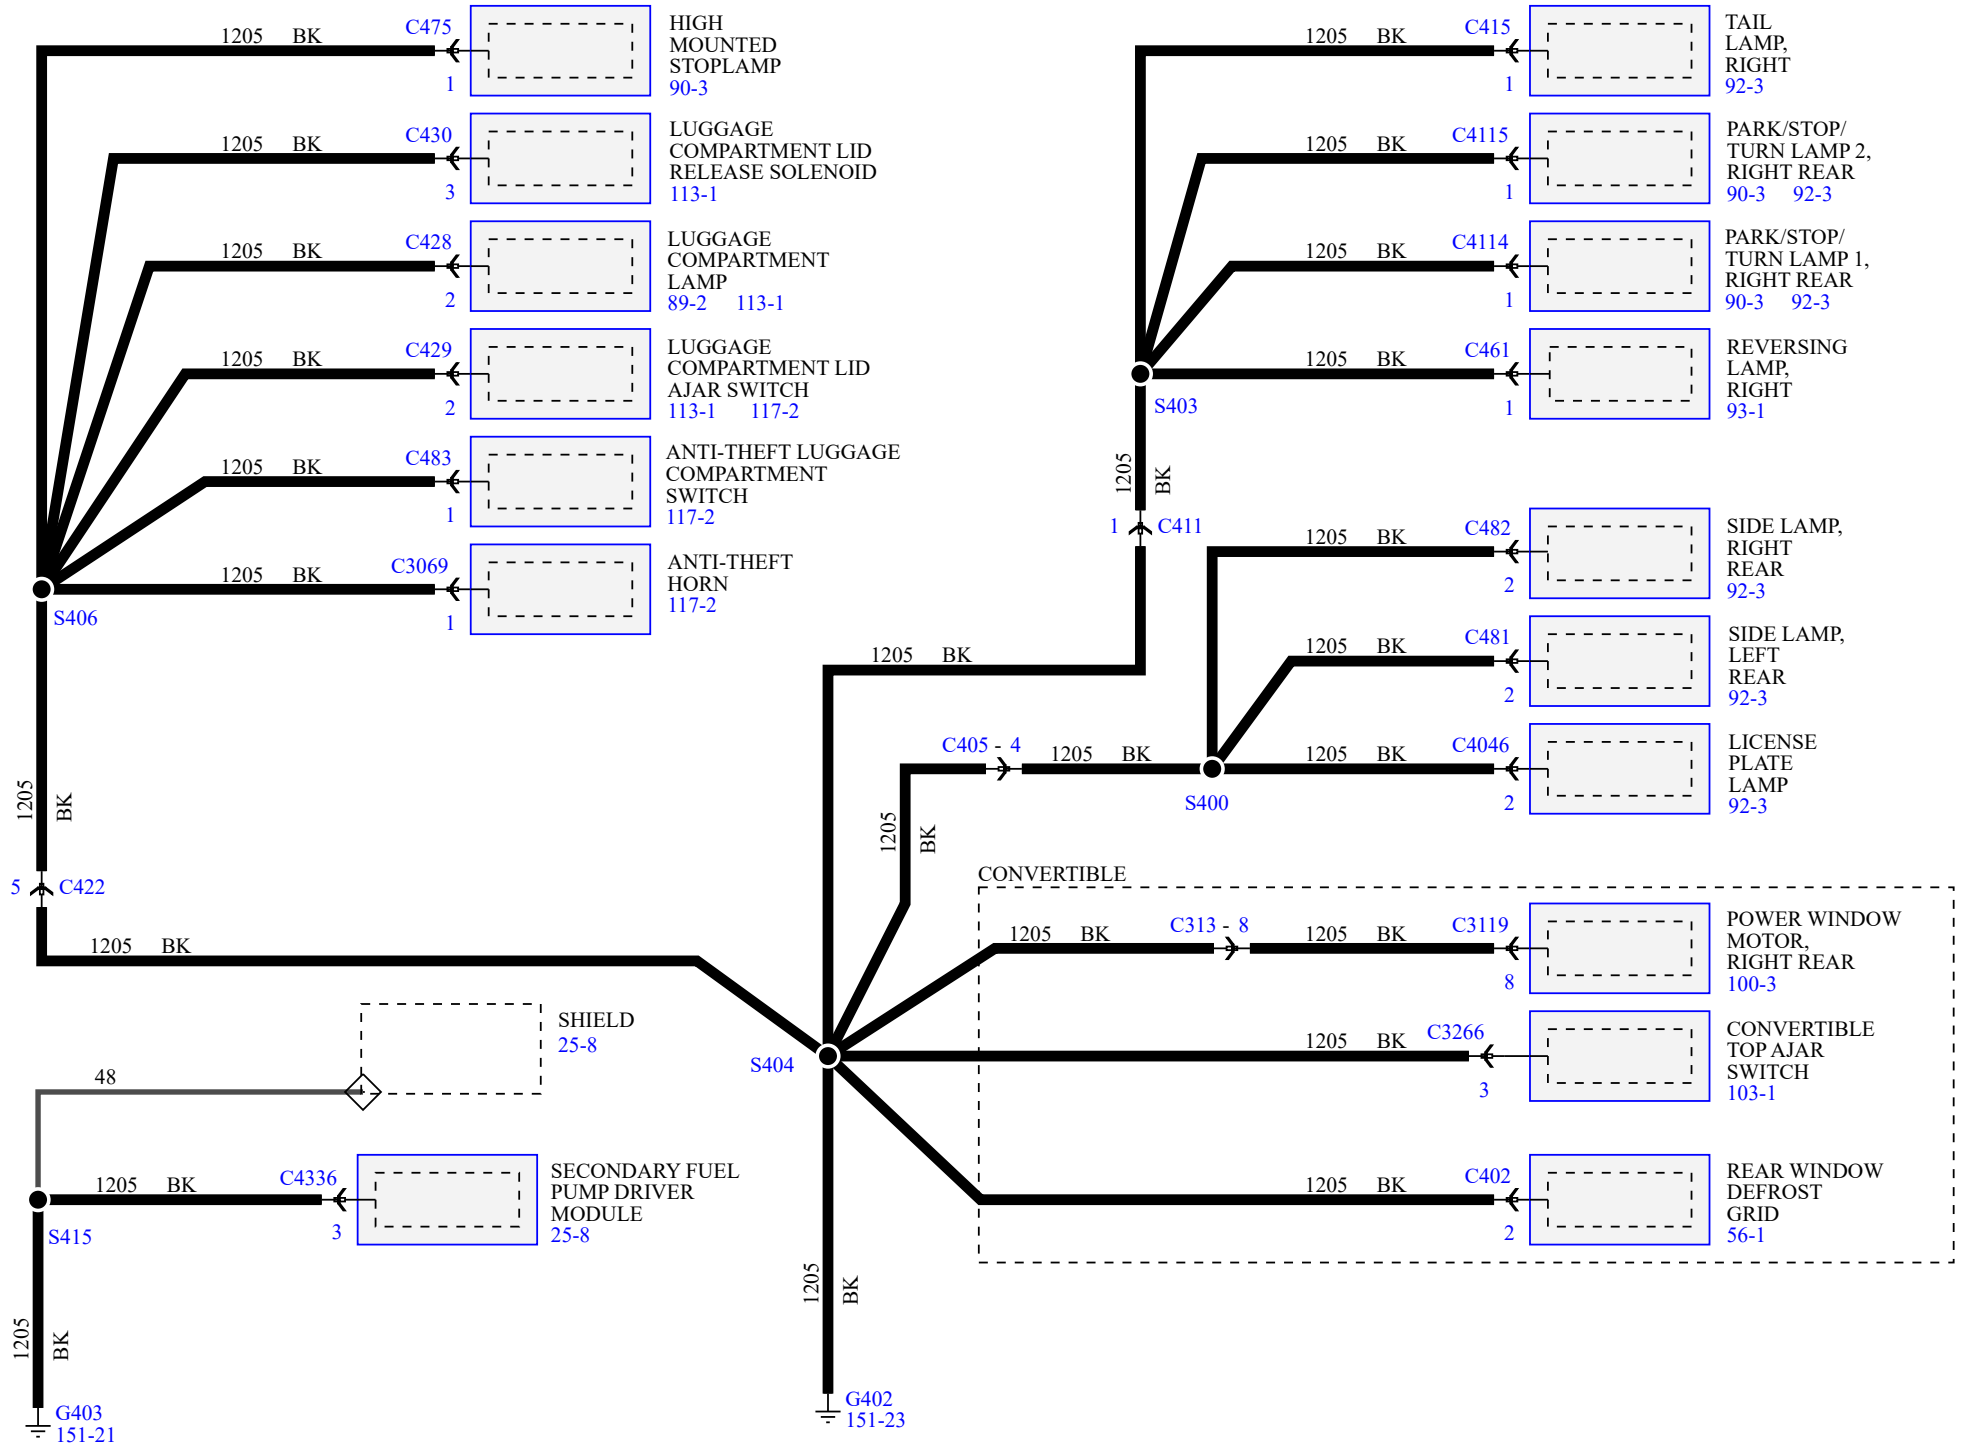 1205 BK
C475
1
HIGH
MOUNTED
STOPLAMP
90-3
1205 BK
C430
3
LUGGAGE
COMPARTMENT LID
RELEASE SOLENOID
113-1
1205 BK
C428
2
LUGGAGE
COMPARTMENT
LAMP
89-2 113-1
1205 BK
C429
2
LUGGAGE
COMPARTMENT LID
AJAR SWITCH
113-1 117-2
1205 BK
C483
1
ANTI-THEFT LUGGAGE
COMPARTMENT
SWITCH
117-2
1205 BK
C3069
1
ANTI-THEFT
HORN
117-2
S406
1205 BK
5 C422
1205 BK
SHIELD
25-8
48
1205 BK
C4336
3
SECONDARY FUEL
PUMP DRIVER
MODULE
25-8
S415
1205 BK
G403
151-21
1205 BK
C415
1
TAIL
LAMP,
RIGHT
92-3
1205 BK
C4115
1
PARK/STOP/
TURN LAMP 2,
RIGHT REAR
90-3 92-3
1205 BK
C4114
1
PARK/STOP/
TURN LAMP 1,
RIGHT REAR
90-3 92-3
1205 BK
C461
1
REVERSING
LAMP,
RIGHT
93-1
S403
1205 BK
1 C411
1205 BK
1205 BK
C482
2
SIDE LAMP,
RIGHT
REAR
92-3
1205 BK
C481
2
SIDE LAMP,
LEFT
REAR
92-3
C405 - 4
1205 BK
S400
1205 BK
C4046
2
LICENSE
PLATE
LAMP
92-3
1205 BK
CONVERTIBLE
1205 BK
C313 - 8
1205 BK
C3119
8
POWER WINDOW
MOTOR,
RIGHT REAR
100-3
S404
1205 BK
C3266
3
CONVERTIBLE
TOP AJAR
SWITCH
103-1
1205 BK
C402
2
REAR WINDOW
DEFROST
GRID
56-1
1205 BK
G402
151-23